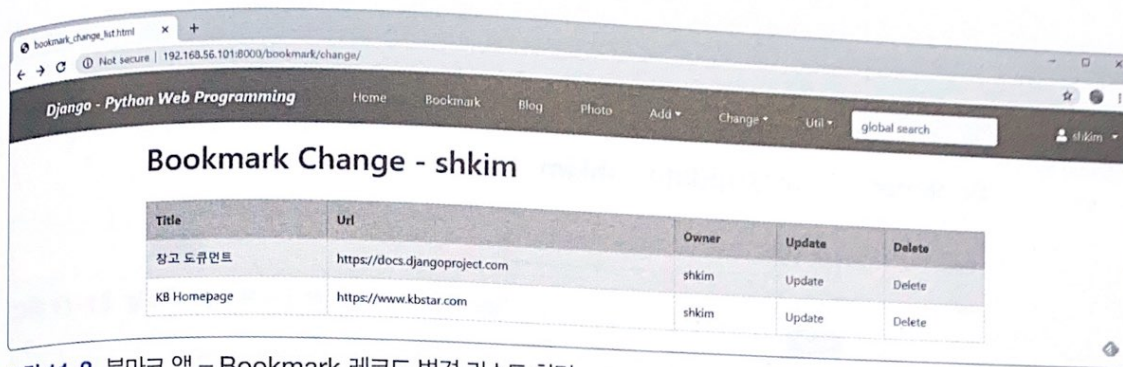 bookmark_change_list.html × +
← → C Not secure | 192.168.56.101:8000/bookmark/change/
Django - Python Web Programming Home Bookmark Blog Photo Add Change Util global search shkim
Bookmark Change - shkim
Title Url Owner Update Delete
장고 도큐먼트 https://docs.djangoproject.com shkim Update Delete
KB Homepage https://www.kbstar.com shkim Update Delete
북마크 앱 – Bookmark 레코드 변경 리스트